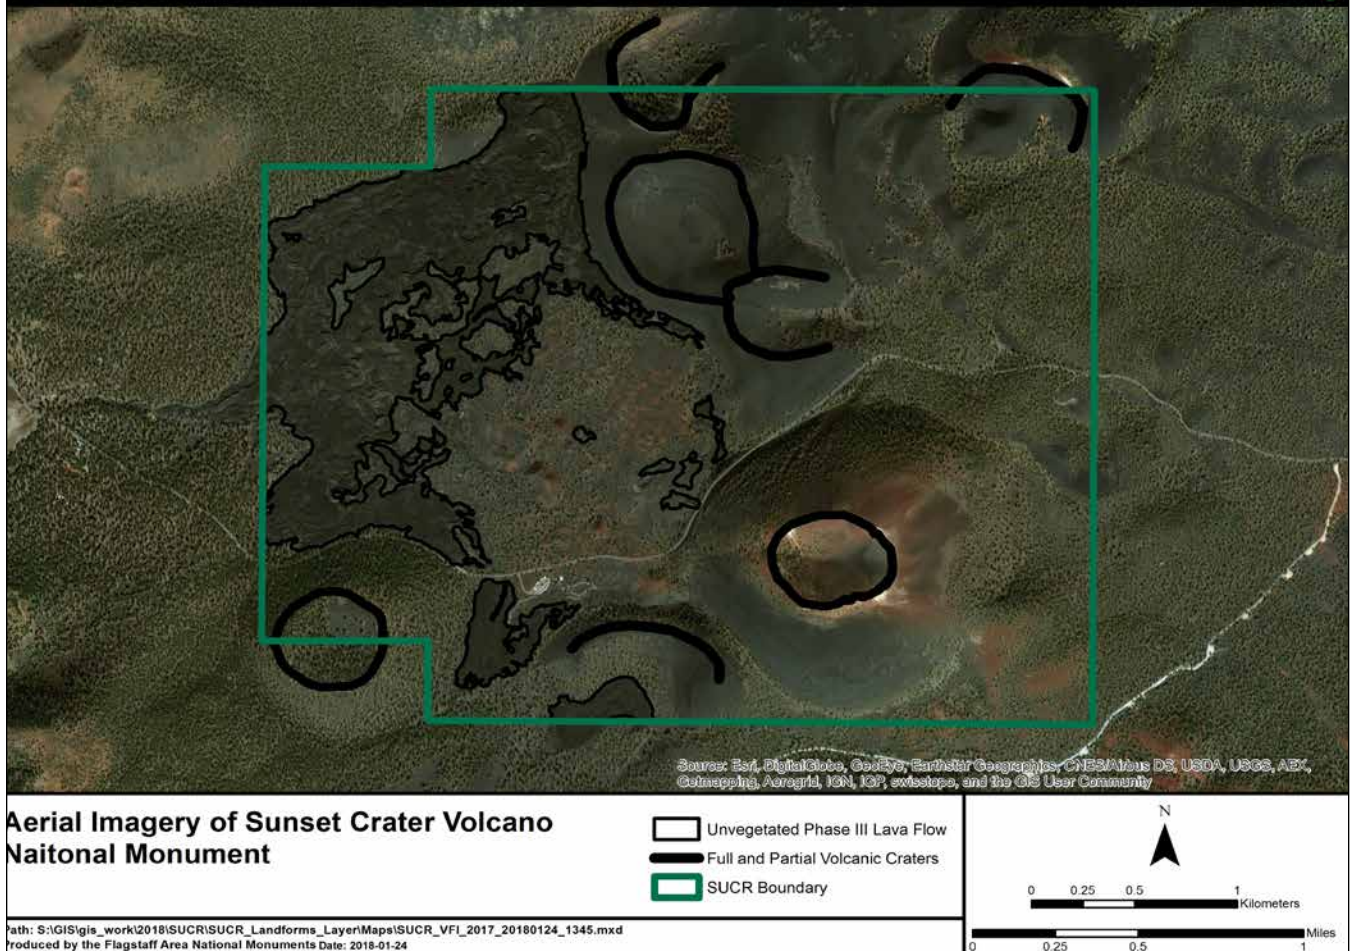 Source: Esri, DigitalGlobe, GeoEye, Earthstar Geographics, CNES/Airbus DS, USDA, USGS, AEX,
Getmapping, Aerogrid, IGN, IGP, swisstopo, and the GIS User Community
Aerial Imagery of Sunset Crater Volcano
Naitonal Monument
Unvegetated Phase III Lava Flow
Full and Partial Volcanic Craters
SUCR Boundary
N
0 0.25 0.5 1
Kilometers
Miles
0 0.25 0.5 1
Path: S:\GIS\gis_work\2018\SUCR\SUCR_Landforms_Layer\Maps\SUCR_VFI_2017_20180124_1345.mxd
Produced by the Flagstaff Area National Monuments Date: 2018-01-24